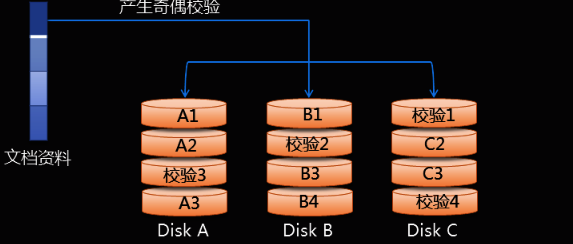 产生奇偶校验
A1 B1 校验1
A2 校验2 C2
校验3 B3 C3
A3 B4 校验4
文档资料
Disk A Disk B Disk C